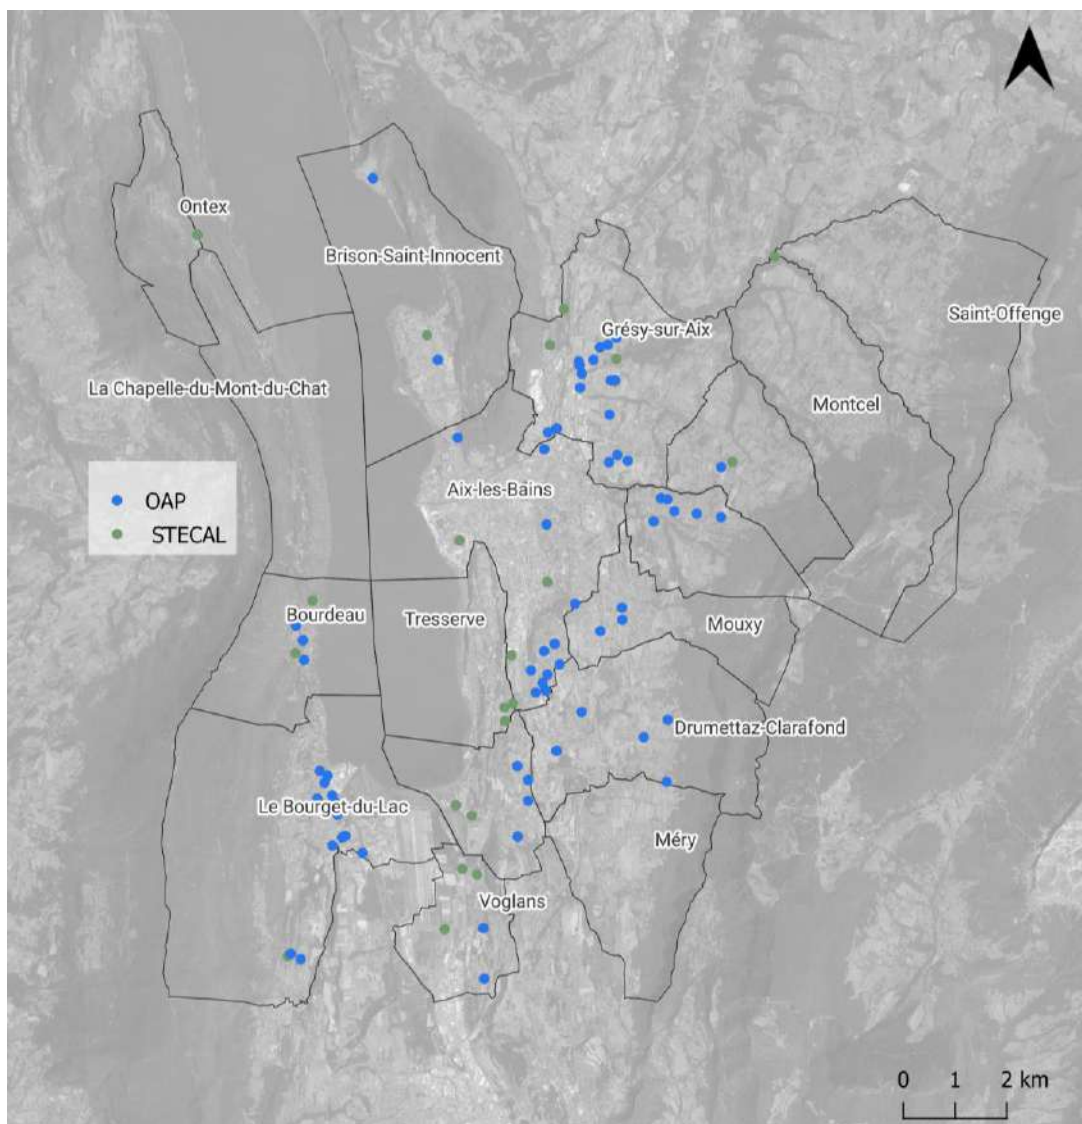 Ontex
Brison-Saint-Innocent
Saint-Offenge
Grésy-sur-Aix
La Chapelle-du-Mont-du-Chat
Montcel
OAP
Aix-les-Bains
STECAL
Bourdeau
Tresserve
Mouxy
Drumettaz-Clarafond
Le Bourget-du-Lac
Méry
Voglans
0 1 2 km